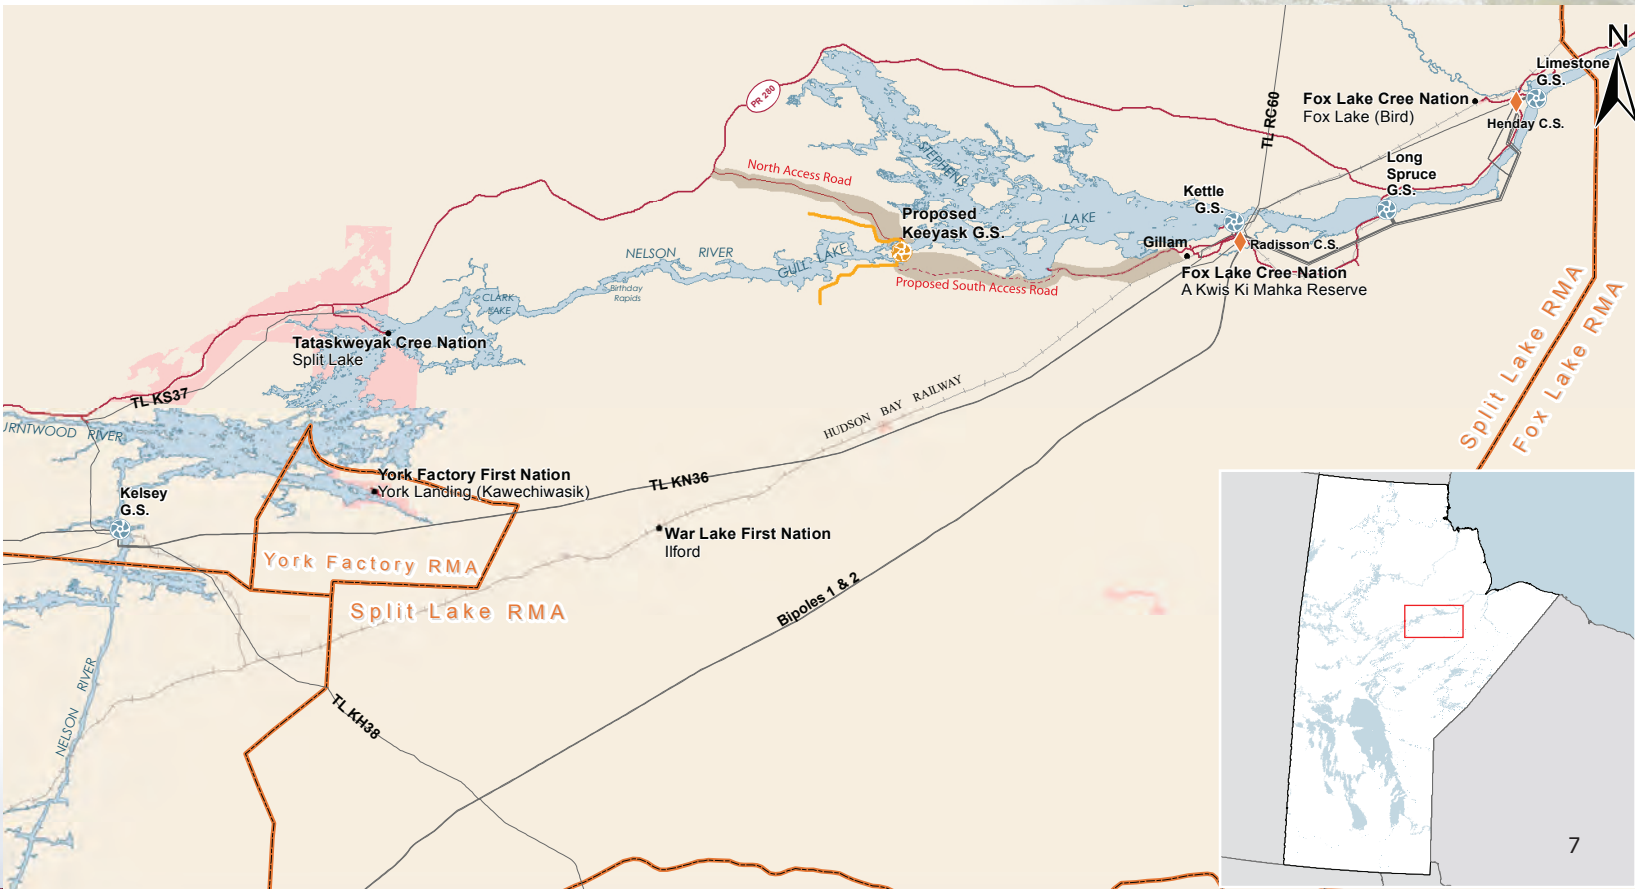 N
Limestone
G.S.
Fox Lake Cree Nation
Fox Lake (Bird)
Henday C.S.
TL RC60
PR 280
STEPHENS
LAKE
Long
Spruce
G.S.
North Access Road
Kettle
G.S.
Proposed
Keeyask G.S.
Gillam
Radisson C.S.
Fox Lake Cree Nation
A Kwis Ki Mahka Reserve
NELSON RIVER
GULL LAKE
Proposed South Access Road
Birthday
Rapids
CLARK
LAKE
Split Lake RMA
Fox Lake RMA
Tataskweyak Cree Nation
Split Lake
TL KS37
HUDSON BAY RAILWAY
URNTWOOD RIVER
York Factory First Nation
York Landing (Kawechiwasik)
TL KN36
Kelsey
G.S.
War Lake First Nation
Ilford
York Factory RMA
Split Lake RMA
Bipoles 1 & 2
NELSON RIVER
TL KH38
7